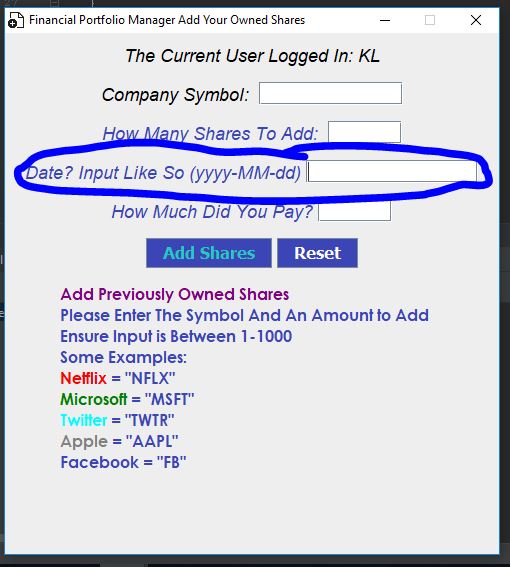 Financial Portfolio Manager Add Your Owned Shares
The Current User Logged In: KL
Company Symbol:
How Many Shares To Add:
Date? Input Like So (yyyy-MM-dd)
How Much Did You Pay?
Add Shares Reset
Add Previously Owned Shares
Please Enter The Symbol And An Amount to Add
Ensure Input is Between 1-1000
Some Examples:
Netflix = "NFLX"
Microsoft = "MSFT"
Twitter = "TWTR"
Apple = "AAPL"
Facebook = "FB"